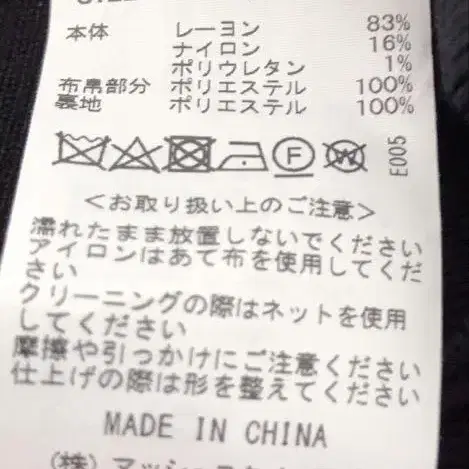 本体 レーヨン 83%
ナイロン 16%
ポリウレタン 1%
布帛部分 ポリエステル 100%
裏地 ポリエステル 100%
F W
E005
<お取り扱い上のご注意>
濡れたまま放置しないでください
アイロンはあて布を使用してくだ
さい
クリーニングの際はネットを使用
してください
摩擦や引っかけにご注意ください
仕上げの際は形を整えてください
MADE IN CHINA
(株)マッシュ